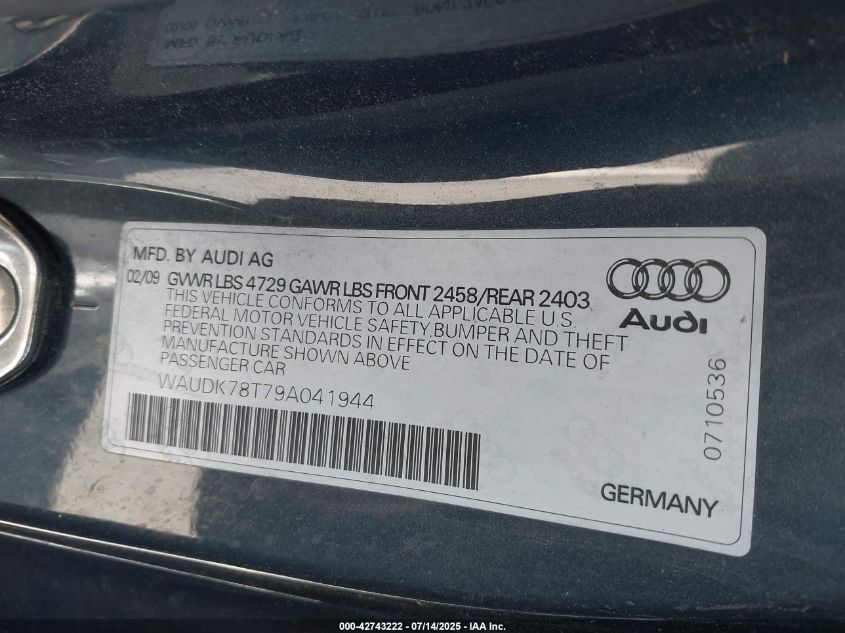 MFD. BY AUDI AG
02/09 GVWR LBS 4729 GAWR LBS FRONT 2458/REAR 2403
THIS VEHICLE CONFORMS TO ALL APPLICABLE U.S.
FEDERAL MOTOR VEHICLE SAFETY, BUMPER AND THEFT
PREVENTION STANDARDS IN EFFECT ON THE DATE OF
MANUFACTURE SHOWN ABOVE
PASSENGER CAR
WAUDK78T79A041944
Audi
0710536
GERMANY
000-42743222 - 07/14/2025 - IAA Inc.